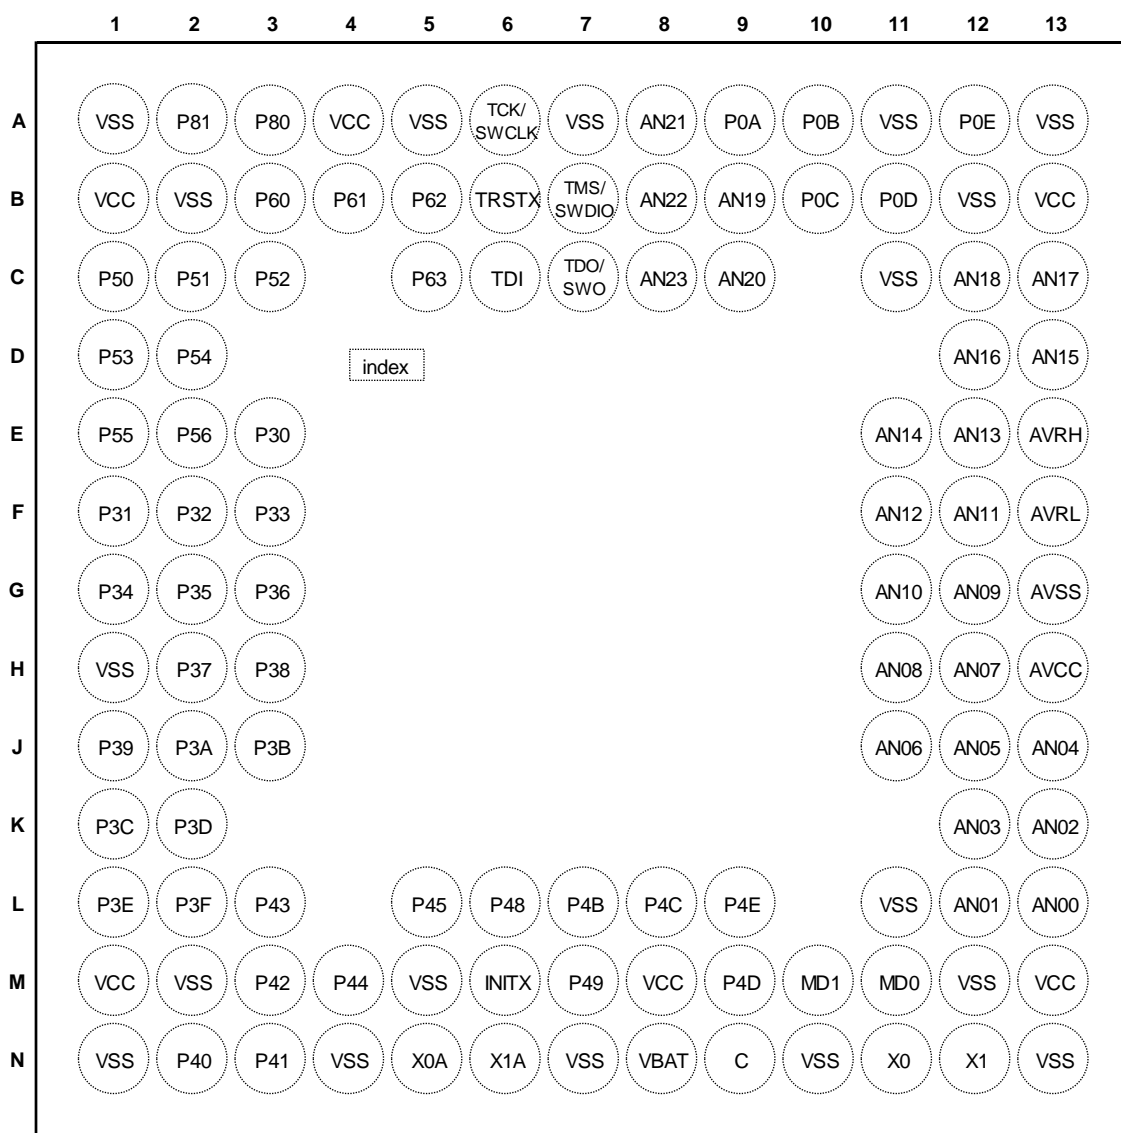 1 2 3 4 5 6 7 8 9 10 11 12 13
A VSS P81 P80 VCC VSS TCK/ SWCLK VSS AN21 P0A P0B VSS P0E VSS
B VCC VSS P60 P61 P62 TRSTX TMS/ SWDIO AN22 AN19 P0C P0D VSS VCC
C P50 P51 P52 P63 TDI TDO/ SWO AN23 AN20 VSS AN18 AN17
D P53 P54 index AN16 AN15
E P55 P56 P30 AN14 AN13 AVRH
F P31 P32 P33 AN12 AN11 AVRL
G P34 P35 P36 AN10 AN09 AVSS
H VSS P37 P38 AN08 AN07 AVCC
J P39 P3A P3B AN06 AN05 AN04
K P3C P3D AN03 AN02
L P3E P3F P43 P45 P48 P4B P4C P4E VSS AN01 AN00
M VCC VSS P42 P44 VSS INITX P49 VCC P4D MD1 MD0 VSS VCC
N VSS P40 P41 VSS X0A X1A VSS VBAT C VSS X0 X1 VSS